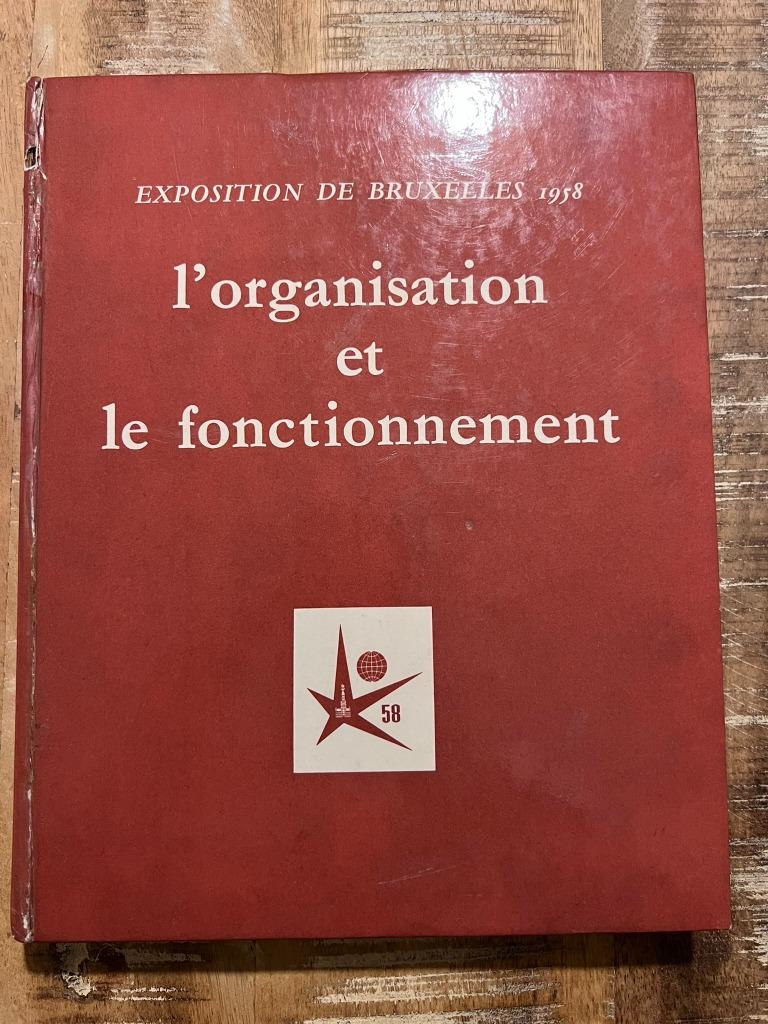 EXPOSITION DE BRUXELLES 1958
l'organisation
et
le fonctionnement
58